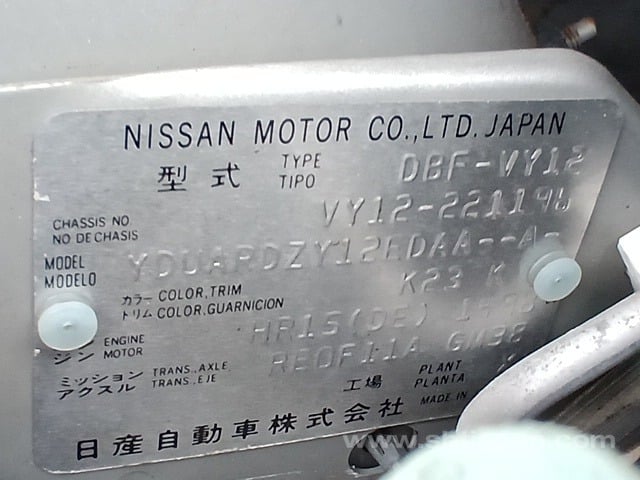 NISSAN MOTOR CO.,LTD. JAPAN
型式 TYPE TIPO DBF-VY12
CHASSIS NO
NO DE CHASIS
MODEL
MODELO
カラー COLOR, TRIM K23 K
トリム COLOR, GUARNICION
ENGINE HR15(DE)
ジン MOTOR
ミッション TRANS., AXLE RE0F11A GM38
アクスル TRANS., EJE
工場 PLANT PLANTA
MADE IN
日産自動車株式会社